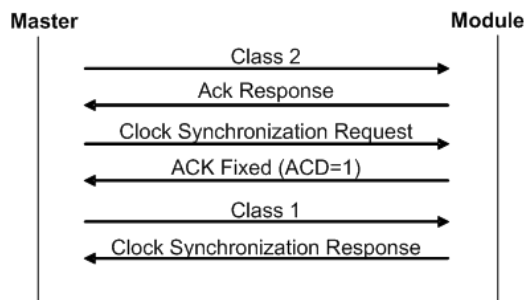 Master Module
Class 2
Ack Response
Clock Synchronization Request
ACK Fixed (ACD=1)
Class 1
Clock Synchronization Response